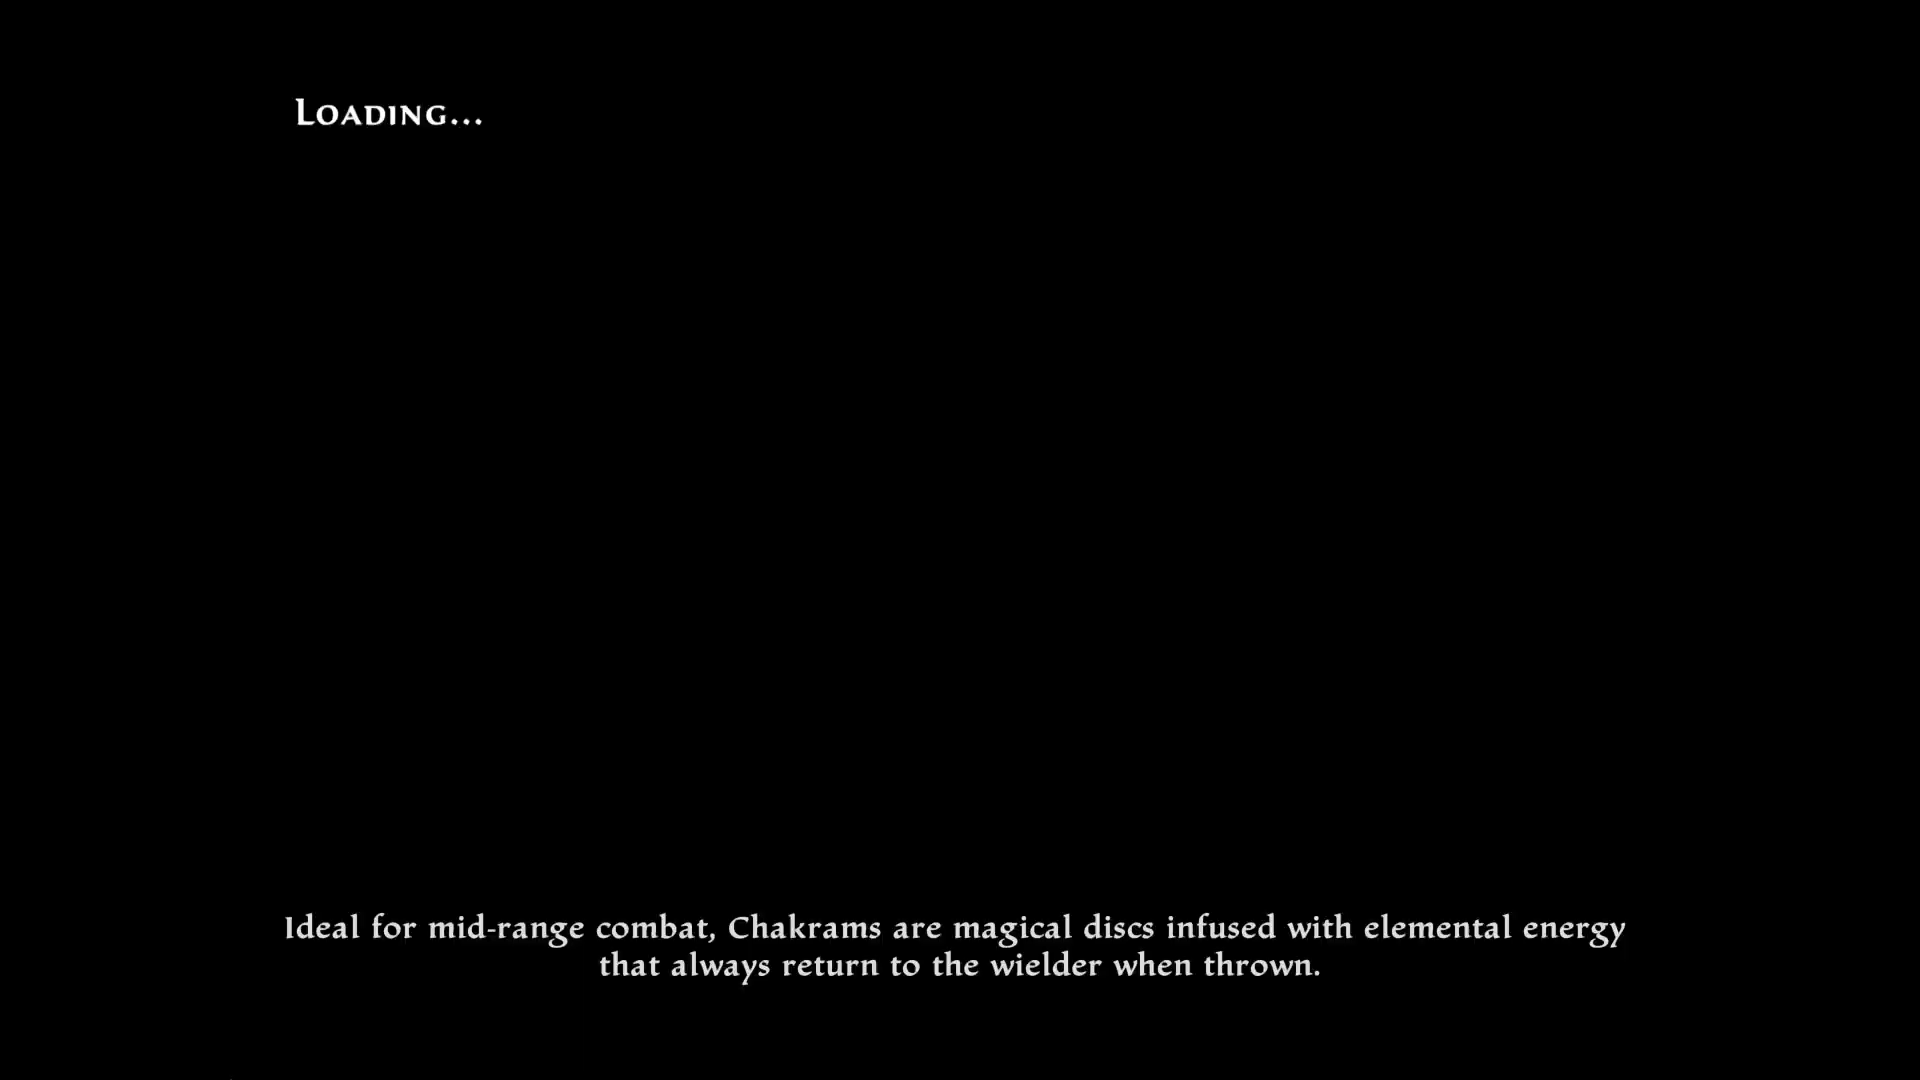 Loading...
Ideal for mid-range combat, Chakrams are magical discs infused with elemental energy
that always return to the wielder when thrown.